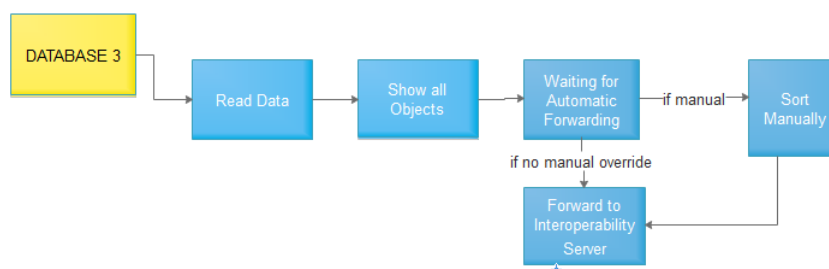 DATABASE 3
Read Data
Show all
Objects
Waiting for
Automatic
Forwarding
if manual
Sort
Manually
if no manual override
Forward to
Interoperability
Server